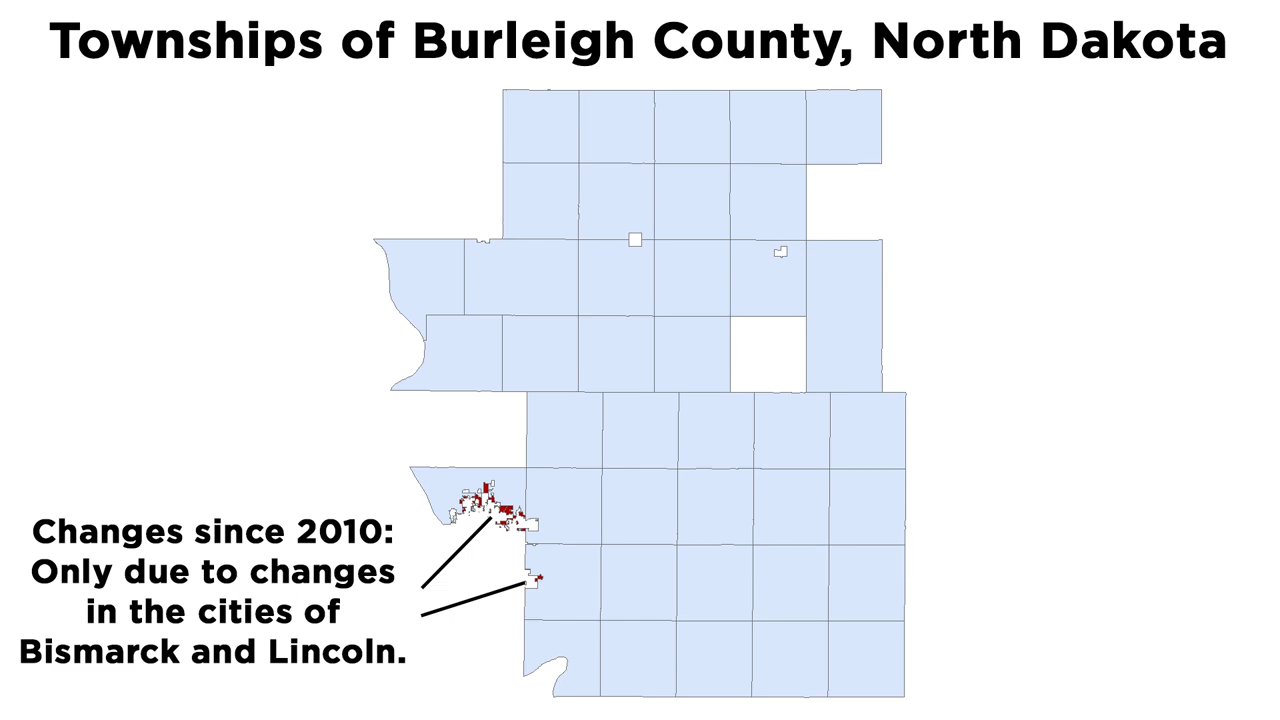 Townships of Burleigh County, North Dakota
Changes since 2010:
Only due to changes
in the cities of
Bismarck and Lincoln.